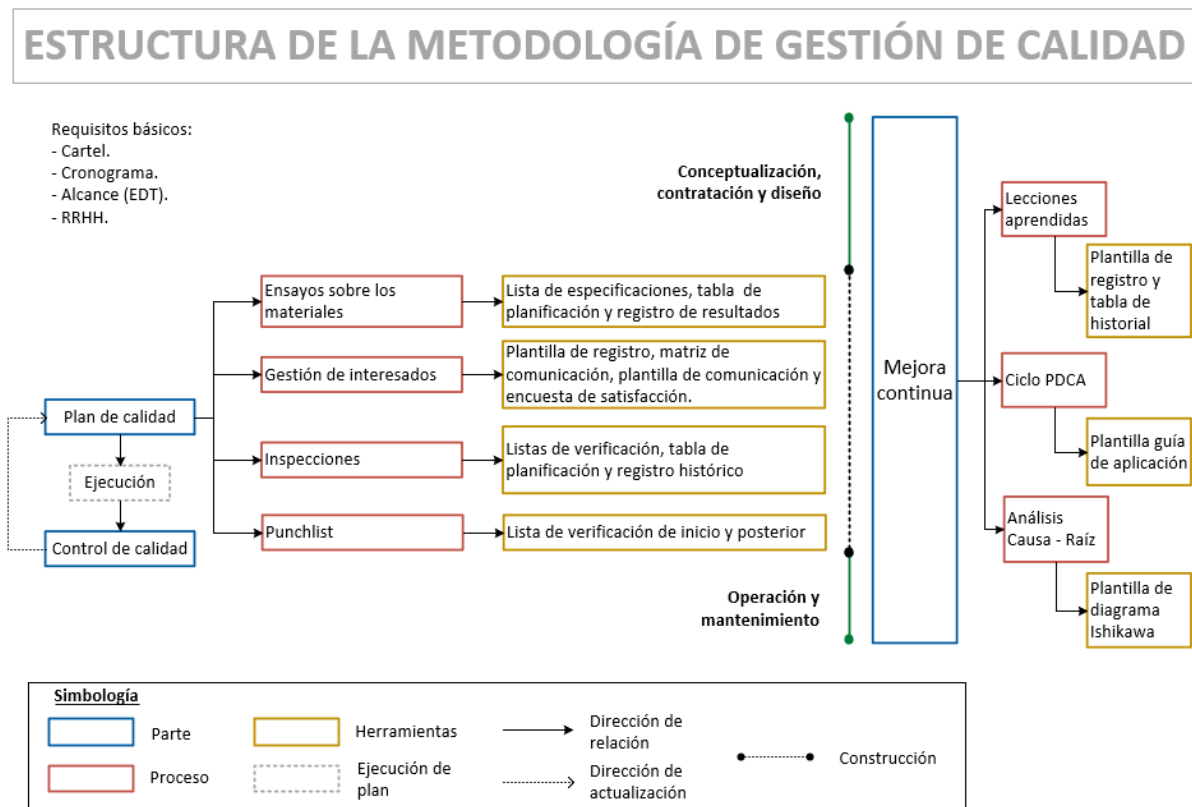 ESTRUCTURA DE LA METODOLOGÍA DE GESTIÓN DE CALIDAD
Requisitos básicos:
- Cartel.
- Cronograma.
- Alcance (EDT).
- RRHH.
Conceptualización,
contratación y diseño
Plan de calidad
Ejecución
Control de calidad
Ensayos sobre los
materiales
Lista de especificaciones, tabla de
planificación y registro de resultados
Gestión de interesados
Plantilla de registro, matriz de
comunicación, plantilla de comunicación y
encuesta de satisfacción.
Inspecciones
Listas de verificación, tabla de
planificación y registro histórico
Punchlist
Lista de verificación de inicio y posterior
Operación y
mantenimiento
Mejora
continua
Lecciones
aprendidas
Plantilla de
registro y
tabla de
historial
Ciclo PDCA
Plantilla guía
de aplicación
Análisis
Causa - Raíz
Plantilla de
diagrama
Ishikawa
Simbología
Parte
Proceso
Herramientas
Ejecución de
plan
Dirección de
relación
Dirección de
actualización
Construcción